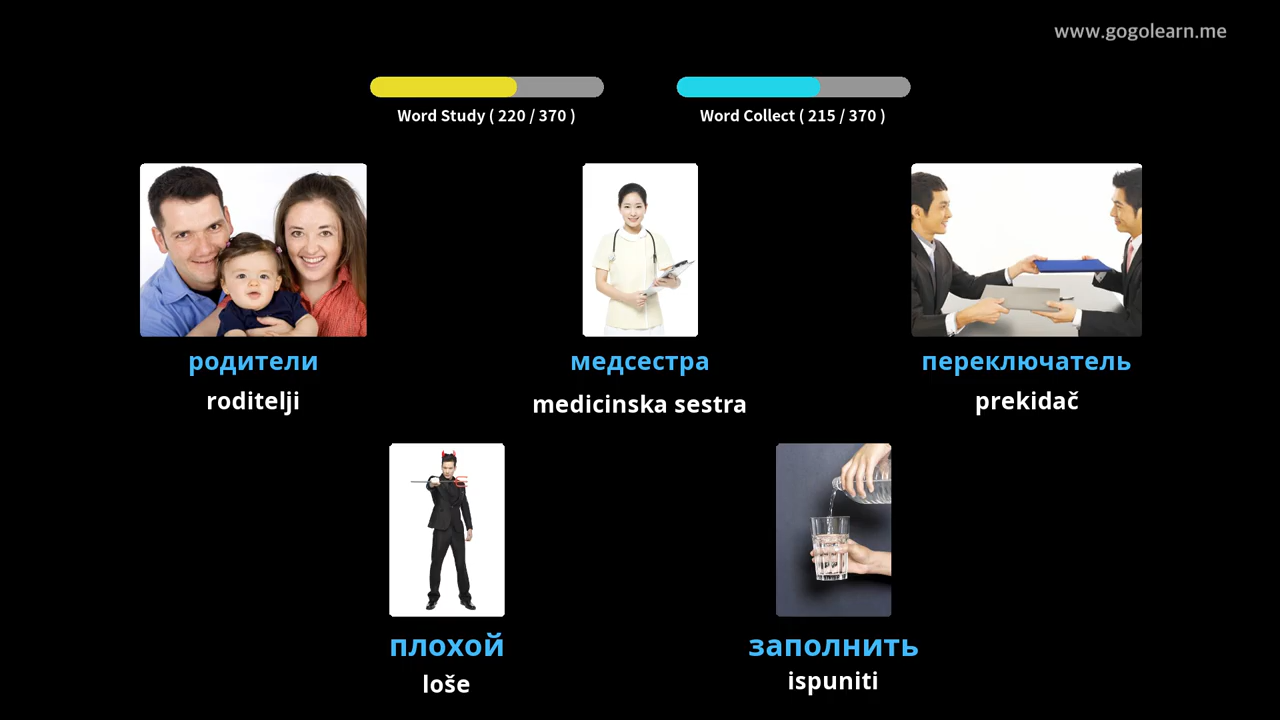 www.gogolearn.me
Word Study ( 220 / 370 )
Word Collect ( 215 / 370 )
родители
медсестра
переключатель
roditelji
medicinska sestra
prekidač
плохой
заполнить
loše
ispuniti